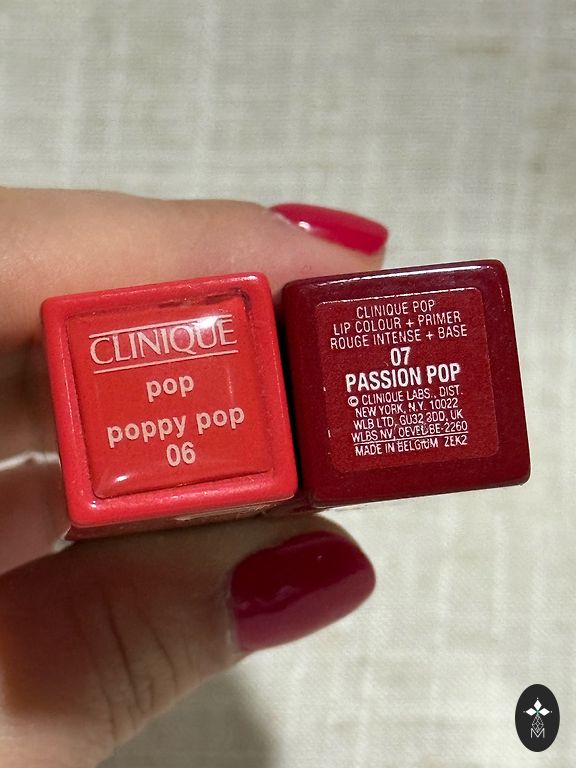 CLINIQUE
pop
poppy pop
06
CLINIQUE POP
LIP COLOUR + PRIMER
ROUGE INTENSE + BASE
07
PASSION POP
© CLINIQUE LABS., DIST.
NEW YORK, N.Y. 10022
WLB LTD, GU32 3DD, UK
WLBS NV, OEVEL BE-2260
MADE IN BELGIUM ZEK2
M